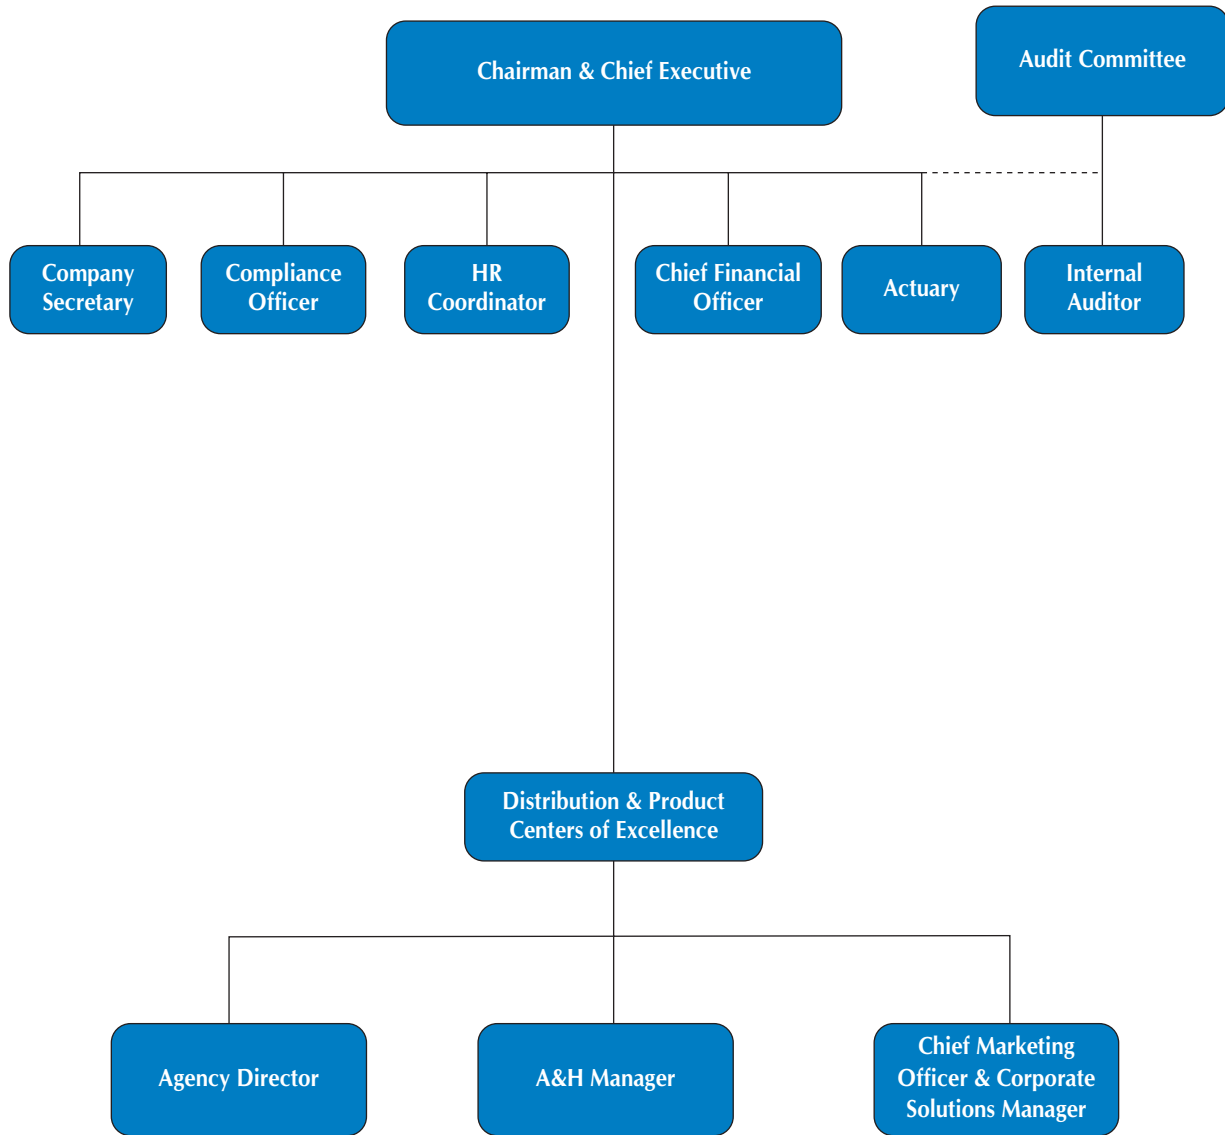 Chairman & Chief Executive
Audit Committee
Company
Secretary
Compliance
Officer
HR
Coordinator
Chief Financial
Officer
Actuary
Internal
Auditor
Distribution & Product
Centers of Excellence
Agency Director
A&H Manager
Chief Marketing
Officer & Corporate
Solutions Manager